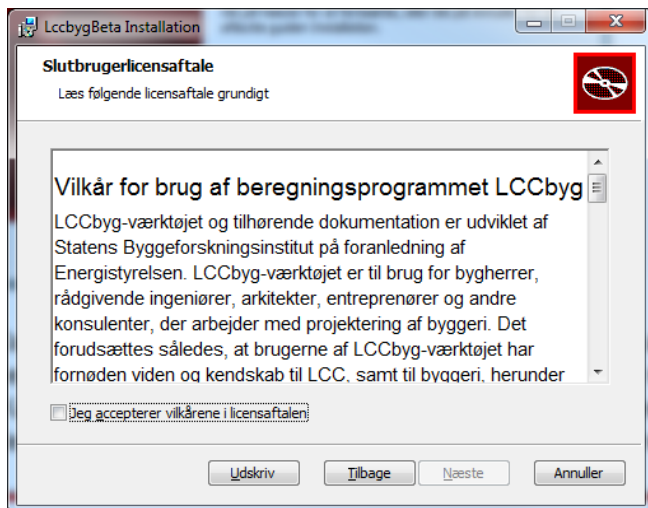 LccbygBeta Installation
Slutbrugerlicensaftale
Læs følgende licensaftale grundigt
Vilkår for brug af beregningsprogrammet LCCbyg
LCCbyg-værktøjet og tilhørende dokumentation er udviklet af
Statens Byggeforskningsinstitut på foranledning af
Energistyrelsen. LCCbyg-værktøjet er til brug for bygherrer,
rådgivende ingeniører, arkitekter, entreprenører og andre
konsulenter, der arbejder med projektering af byggeri. Det
forudsættes således, at brugerne af LCCbyg-værktøjet har
fornøden viden og kendskab til LCC, samt til byggeri, herunder
Jeg accepterer vilkårene i licensaftalen
Udskriv Tilbage Næste Annuller